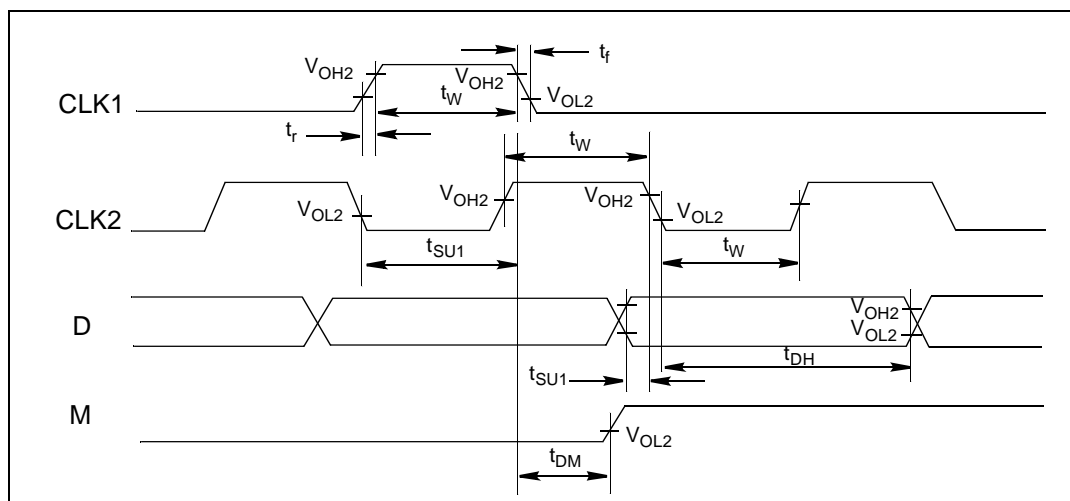 t_f
V_OH2
V_OH2
CLK1
t_W
V_OL2
t_r
t_W
V_OH2
V_OH2
CLK2
V_OL2
V_OL2
t_SU1
t_W
D
V_OH2
V_OL2
t_DH
t_SU1
M
V_OL2
t_DM